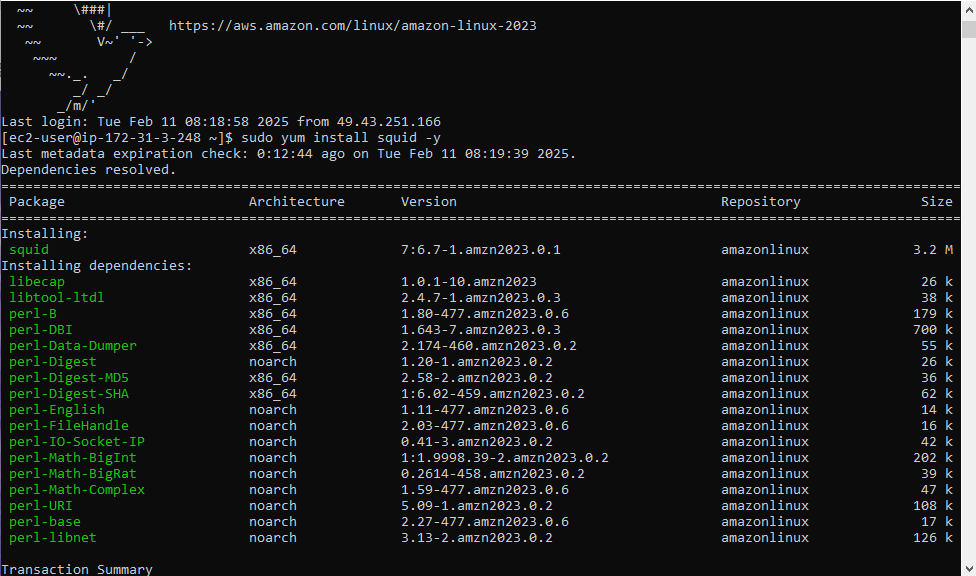 ~~     \###|
~~       \#/ ___   https://aws.amazon.com/linux/amazon-linux-2023
~~       V~' '->
~~~         /
~~._.   _/
_/ _/
_/m/'
Last login: Tue Feb 11 08:18:58 2025 from 49.43.251.166
[ec2-user@ip-172-31-3-248 ~]$ sudo yum install squid -y
Last metadata expiration check: 0:12:44 ago on Tue Feb 11 08:19:39 2025.
Dependencies resolved.
Package Architecture Version Repository Size
Installing:
squid x86_64 7:6.7-1.amzn2023.0.1 amazonlinux 3.2 M
Installing dependencies:
libecap x86_64 1.0.1-10.amzn2023 amazonlinux 26 k
libtool-ltdl x86_64 2.4.7-1.amzn2023.0.3 amazonlinux 38 k
perl-B x86_64 1.80-477.amzn2023.0.6 amazonlinux 179 k
perl-DBI x86_64 1.643-7.amzn2023.0.3 amazonlinux 700 k
perl-Data-Dumper x86_64 2.174-460.amzn2023.0.2 amazonlinux 55 k
perl-Digest noarch 1.20-1.amzn2023.0.2 amazonlinux 26 k
perl-Digest-MD5 x86_64 2.58-2.amzn2023.0.2 amazonlinux 36 k
perl-Digest-SHA x86_64 1:6.02-459.amzn2023.0.2 amazonlinux 62 k
perl-English noarch 1.11-477.amzn2023.0.6 amazonlinux 14 k
perl-FileHandle noarch 2.03-477.amzn2023.0.6 amazonlinux 16 k
perl-IO-Socket-IP noarch 0.41-3.amzn2023.0.2 amazonlinux 42 k
perl-Math-BigInt noarch 1:1.9998.39-2.amzn2023.0.2 amazonlinux 202 k
perl-Math-BigRat noarch 0.2614-458.amzn2023.0.2 amazonlinux 39 k
perl-Math-Complex noarch 1.59-477.amzn2023.0.6 amazonlinux 47 k
perl-URI noarch 5.09-1.amzn2023.0.2 amazonlinux 108 k
perl-base noarch 2.27-477.amzn2023.0.6 amazonlinux 17 k
perl-libnet noarch 3.13-2.amzn2023.0.2 amazonlinux 126 k
Transaction Summary